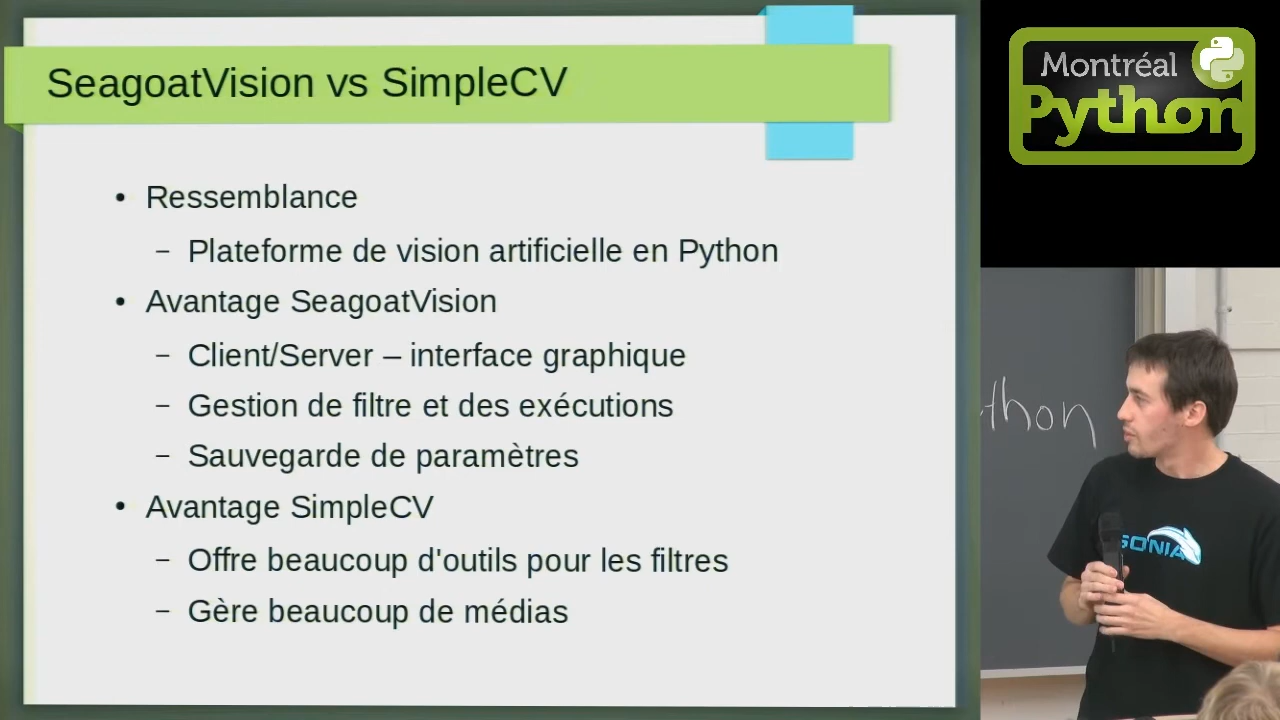 SeagoatVision vs SimpleCV
• Ressemblance
– Plateforme de vision artificielle en Python
• Avantage SeagoatVision
– Client/Server – interface graphique
– Gestion de filtre et des exécutions
– Sauvegarde de paramètres
• Avantage SimpleCV
– Offre beaucoup d'outils pour les filtres
– Gère beaucoup de médias
Montréal
Python
thon
SONIA